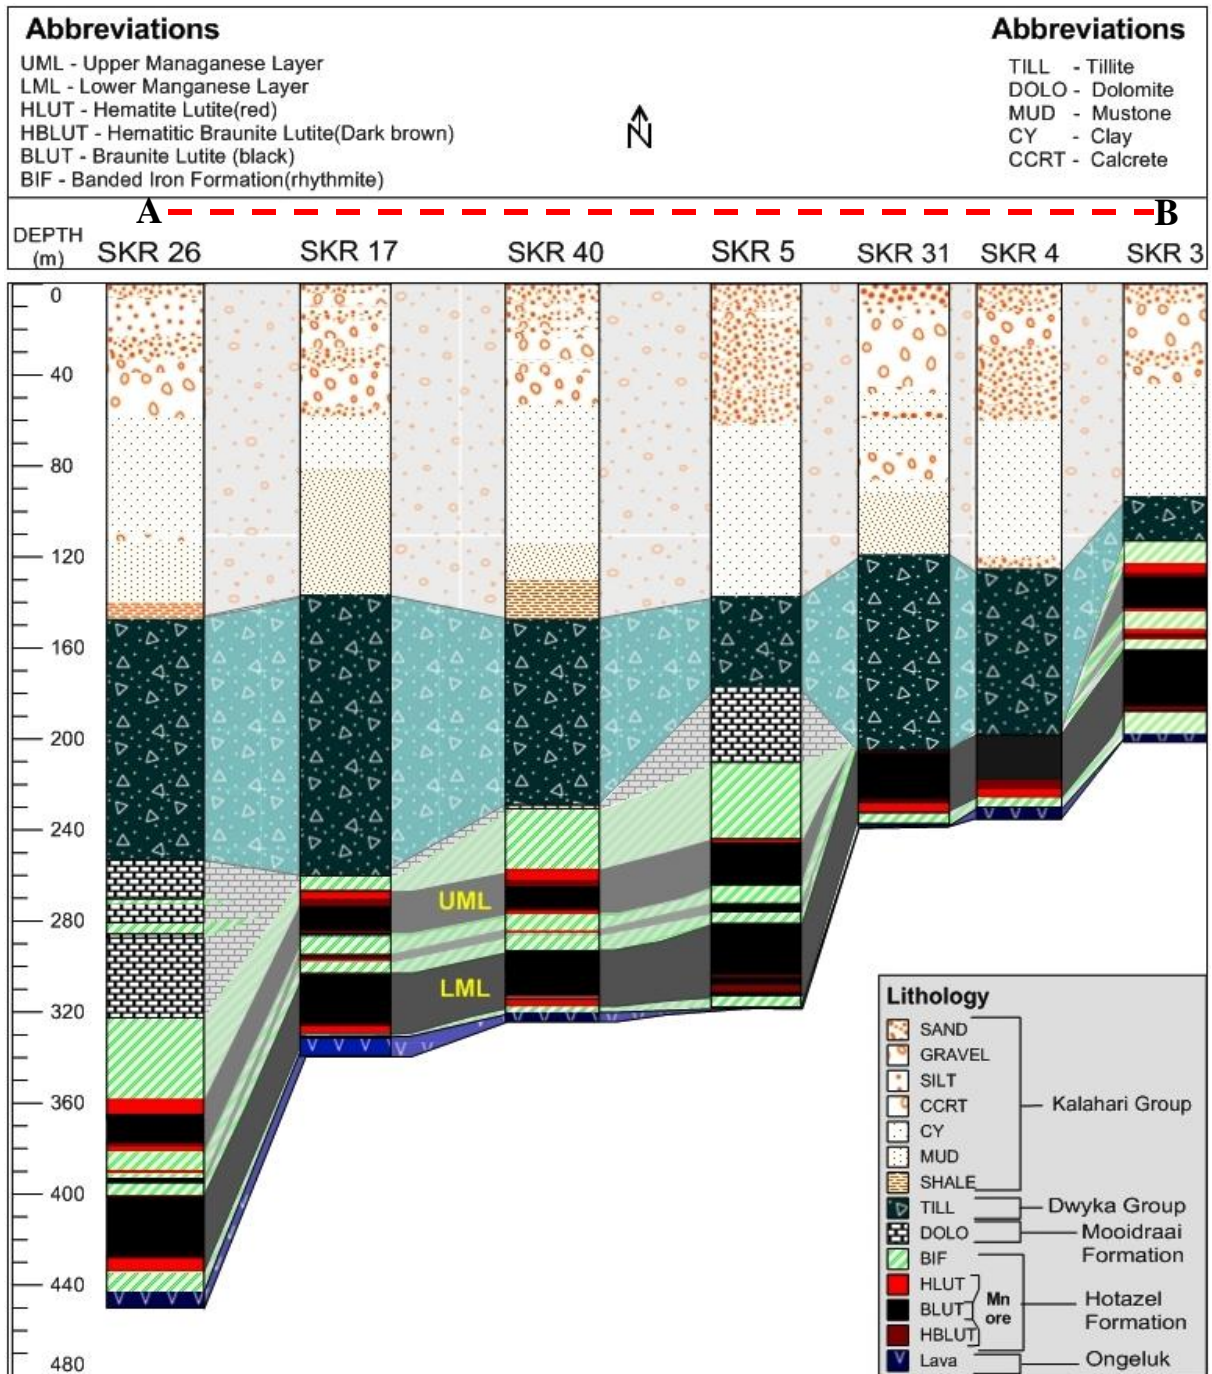 Abbreviations
UML - Upper Managanese Layer
LML - Lower Manganese Layer
HLUT - Hematite Lutite(red)
HBLUT - Hematitic Braunite Lutite(Dark brown)
BLUT - Braunite Lutite (black)
BIF - Banded Iron Formation(rhythmite)
N
Abbreviations
TILL - Tillite
DOLO - Dolomite
MUD - Mustone
CY - Clay
CCRT - Calcrete
A B
DEPTH
(m)
SKR 26 SKR 17 SKR 40 SKR 5 SKR 31 SKR 4 SKR 3
0
40
80
120
160
200
240
280
320
360
400
440
480
UML
LML
Lithology
SAND
GRAVEL
SILT
CCRT
CY
MUD
SHALE
Kalahari Group
TILL
Dwyka Group
DOLO
Mooidraai
Formation
BIF
HLUT
BLUT
HBLUT
Mn
ore
Hotazel
Formation
Lava
Ongeluk